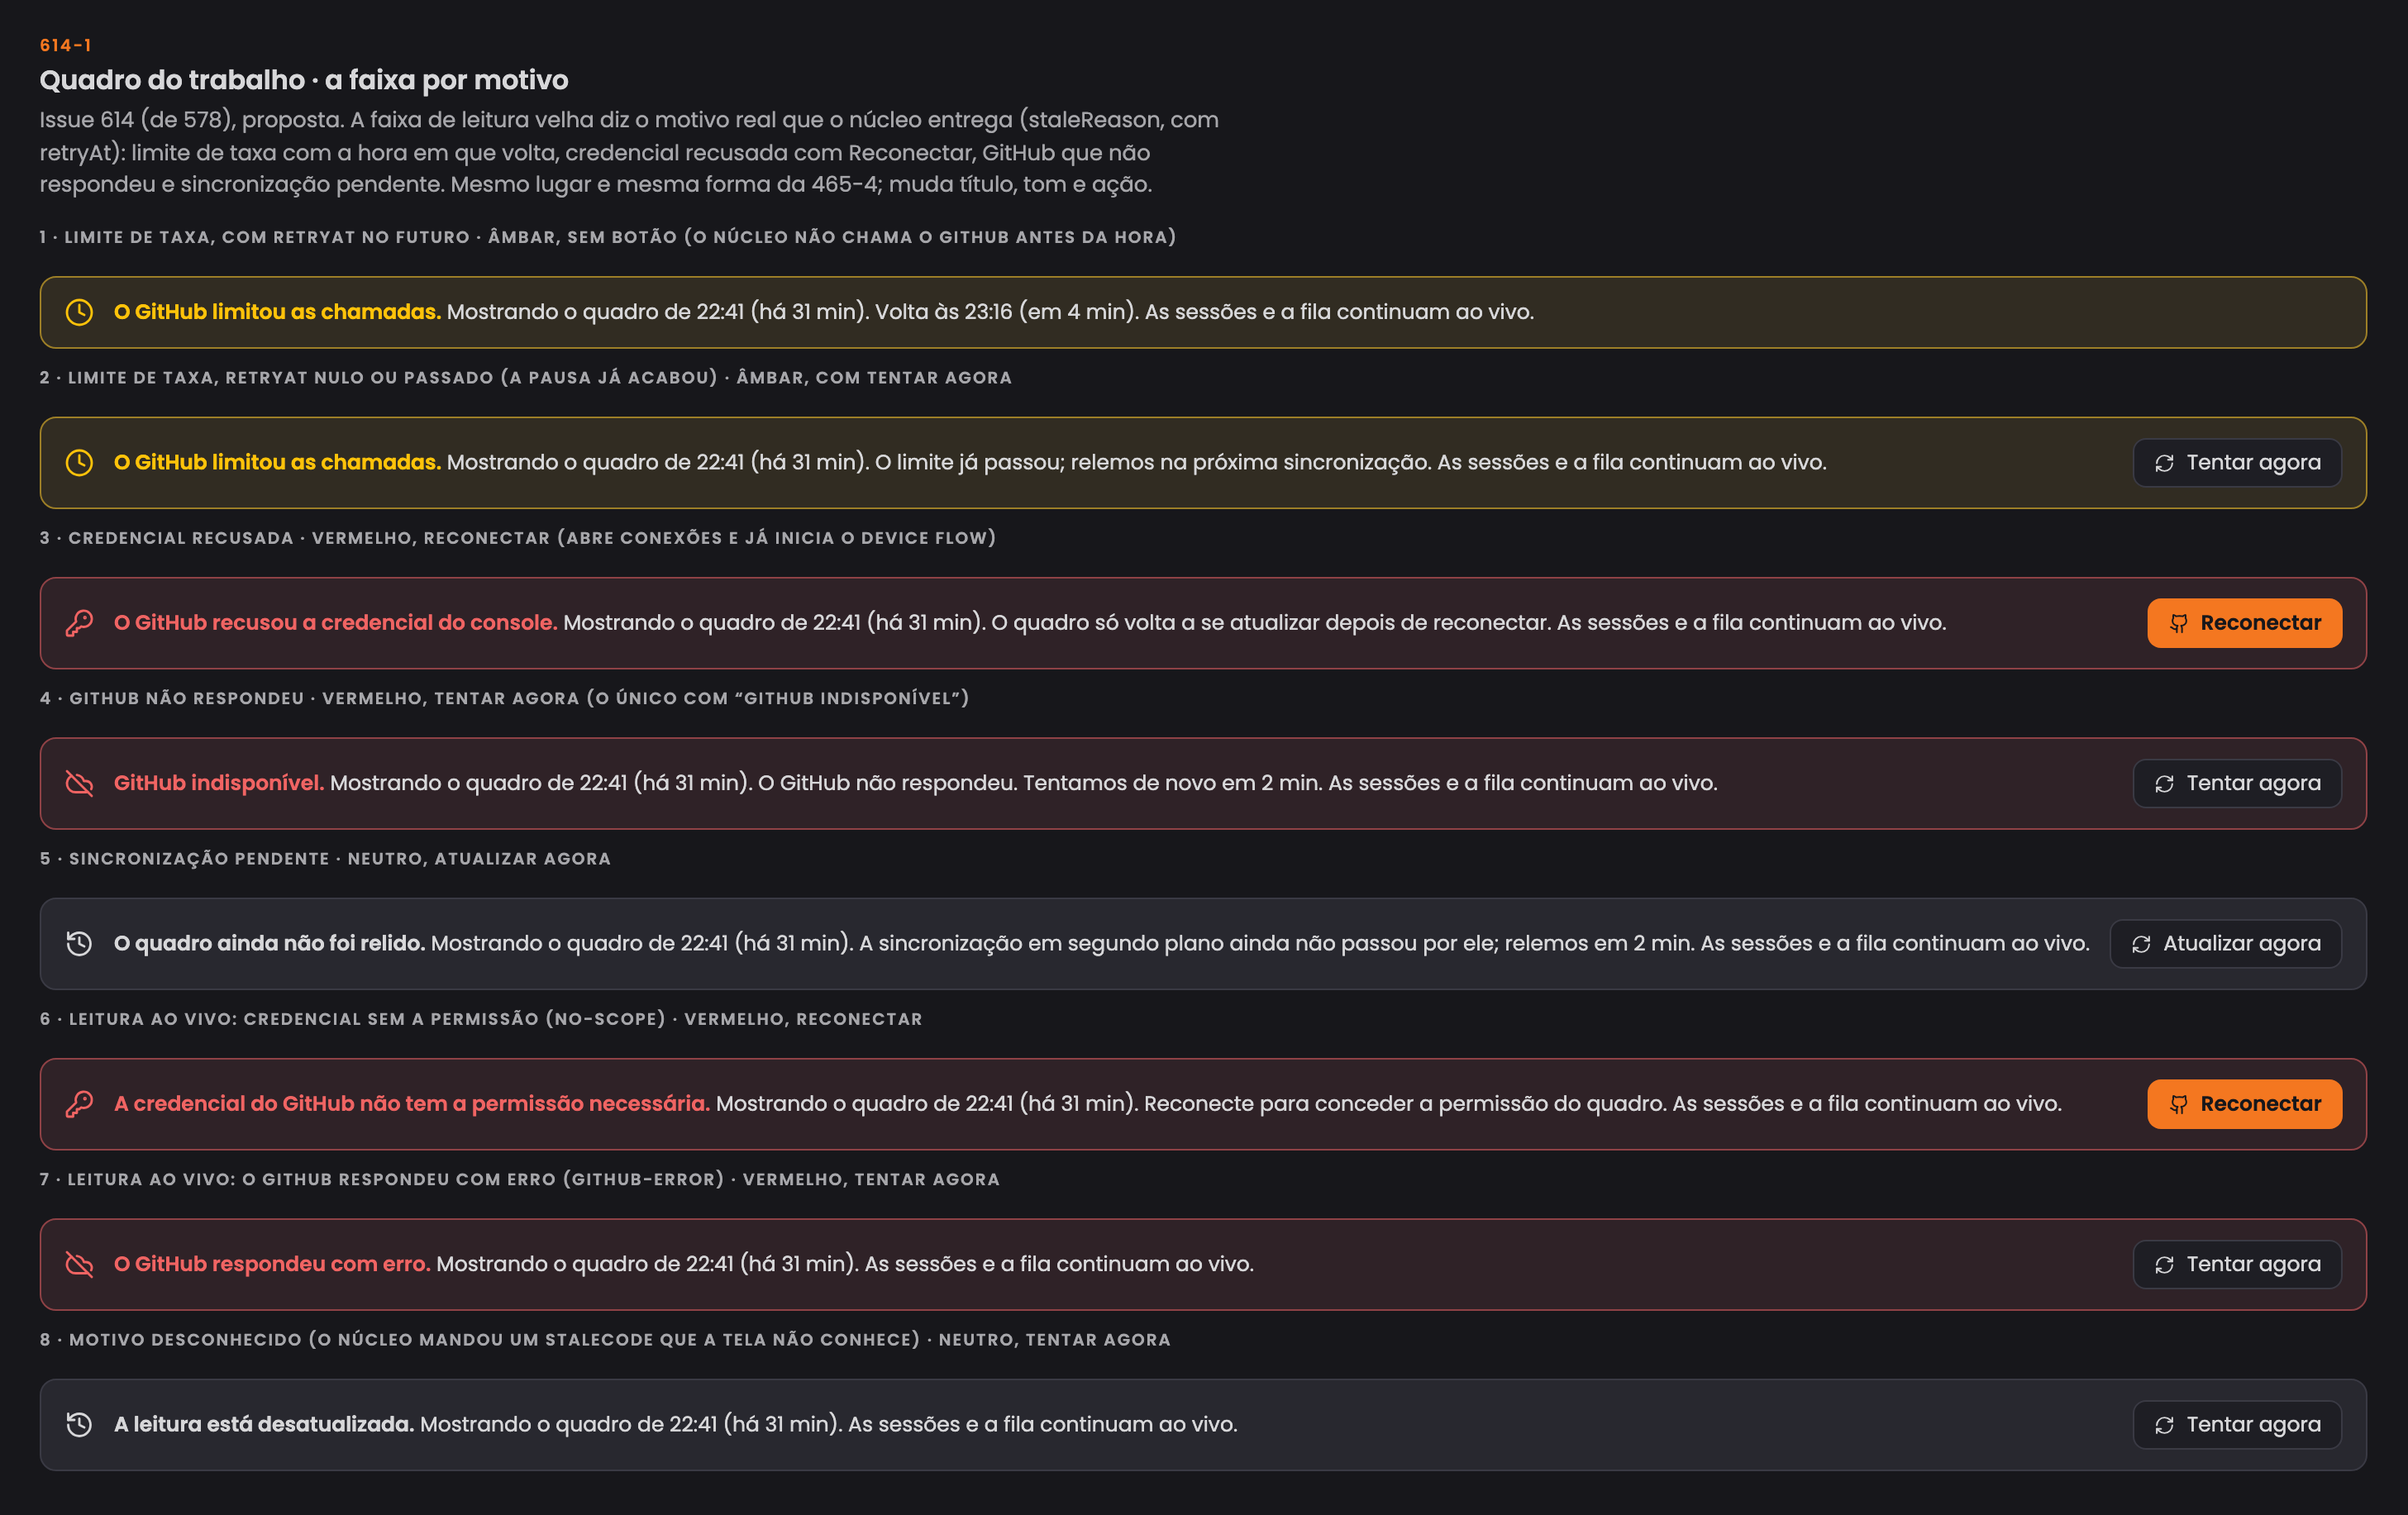 614-1
Quadro do trabalho · a faixa por motivo
Issue 614 (de 578), proposta. A faixa de leitura velha diz o motivo real que o núcleo entrega (staleReason, com
retryAt): limite de taxa com a hora em que volta, credencial recusada com Reconectar, GitHub que não
respondeu e sincronização pendente. Mesmo lugar e mesma forma da 465-4; muda título, tom e ação.
1 · LIMITE DE TAXA, COM RETRYAT NO FUTURO · ÂMBAR, SEM BOTÃO (O NÚCLEO NÃO CHAMA O GITHUB ANTES DA HORA)
O GitHub limitou as chamadas. Mostrando o quadro de 22:41 (há 31 min). Volta às 23:16 (em 4 min). As sessões e a fila continuam ao vivo.
2 · LIMITE DE TAXA, RETRYAT NULO OU PASSADO (A PAUSA JÁ ACABOU) · ÂMBAR, COM TENTAR AGORA
O GitHub limitou as chamadas. Mostrando o quadro de 22:41 (há 31 min). O limite já passou; relemos na próxima sincronização. As sessões e a fila continuam ao vivo. Tentar agora
3 · CREDENCIAL RECUSADA · VERMELHO, RECONECTAR (ABRE CONEXÕES E JÁ INICIA O DEVICE FLOW)
O GitHub recusou a credencial do console. Mostrando o quadro de 22:41 (há 31 min). O quadro só volta a se atualizar depois de reconectar. As sessões e a fila continuam ao vivo. Reconectar
4 · GITHUB NÃO RESPONDEU · VERMELHO, TENTAR AGORA (O ÚNICO COM “GITHUB INDISPONÍVEL”)
GitHub indisponível. Mostrando o quadro de 22:41 (há 31 min). O GitHub não respondeu. Tentamos de novo em 2 min. As sessões e a fila continuam ao vivo. Tentar agora
5 · SINCRONIZAÇÃO PENDENTE · NEUTRO, ATUALIZAR AGORA
O quadro ainda não foi relido. Mostrando o quadro de 22:41 (há 31 min). A sincronização em segundo plano ainda não passou por ele; relemos em 2 min. As sessões e a fila continuam ao vivo. Atualizar agora
6 · LEITURA AO VIVO: CREDENCIAL SEM A PERMISSÃO (NO-SCOPE) · VERMELHO, RECONECTAR
A credencial do GitHub não tem a permissão necessária. Mostrando o quadro de 22:41 (há 31 min). Reconecte para conceder a permissão do quadro. As sessões e a fila continuam ao vivo. Reconectar
7 · LEITURA AO VIVO: O GITHUB RESPONDEU COM ERRO (GITHUB-ERROR) · VERMELHO, TENTAR AGORA
O GitHub respondeu com erro. Mostrando o quadro de 22:41 (há 31 min). As sessões e a fila continuam ao vivo. Tentar agora
8 · MOTIVO DESCONHECIDO (O NÚCLEO MANDOU UM STALECODE QUE A TELA NÃO CONHECE) · NEUTRO, TENTAR AGORA
A leitura está desatualizada. Mostrando o quadro de 22:41 (há 31 min). As sessões e a fila continuam ao vivo. Tentar agora